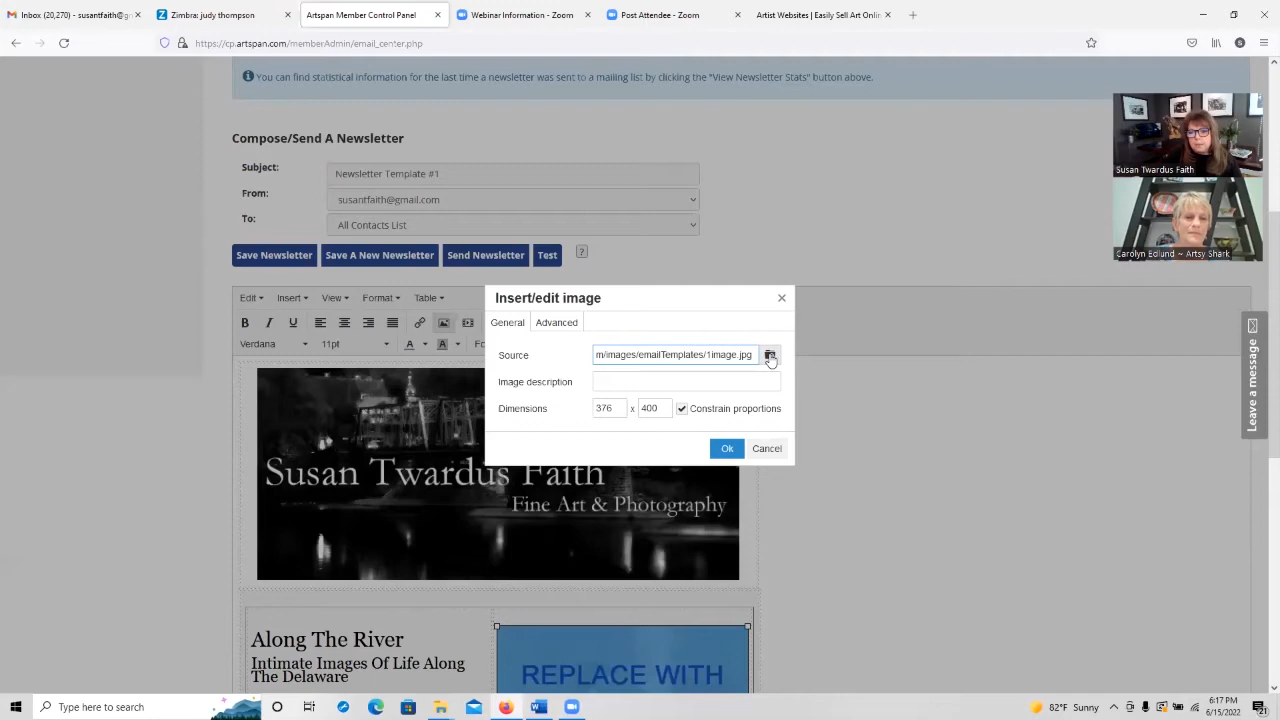 Inbox (20,950) - susantfaith@gm
Zimbra: judy thompson
Artspan Member Control Panel
Webinar Information - Zoom
Post Attendee - Zoom
Artist Websites | Easily Sell Art Onlin
https://cp.artspan.com/memberAdmin/email_center.php
You can find statistical information for the last time a newsletter was sent to a mailing list by clicking the "View Newsletter Stats" button above.
Compose/Send A Newsletter
Subject: Newsletter Template #1
From: susantfaith@gmail.com
To: All Contacts List
Save Newsletter Save A New Newsletter Send Newsletter Test ?
Susan Twardus Faith
Carolyn Edlund ~ Artsy Shark
Leave a message
Edit Insert View Format Table
B I U
Verdana 11pt A A
Insert/edit image
General Advanced
Source m/images/emailTemplates/1image.jpg
Image description
Dimensions 376 x 400 Constrain proportions
Ok Cancel
Susan Twardus Faith
Fine Art & Photography
Along The River
Intimate Images Of Life Along
The Delaware
REPLACE WITH
Type here to search
82°F Sunny
6:17 PM
6/15/2022